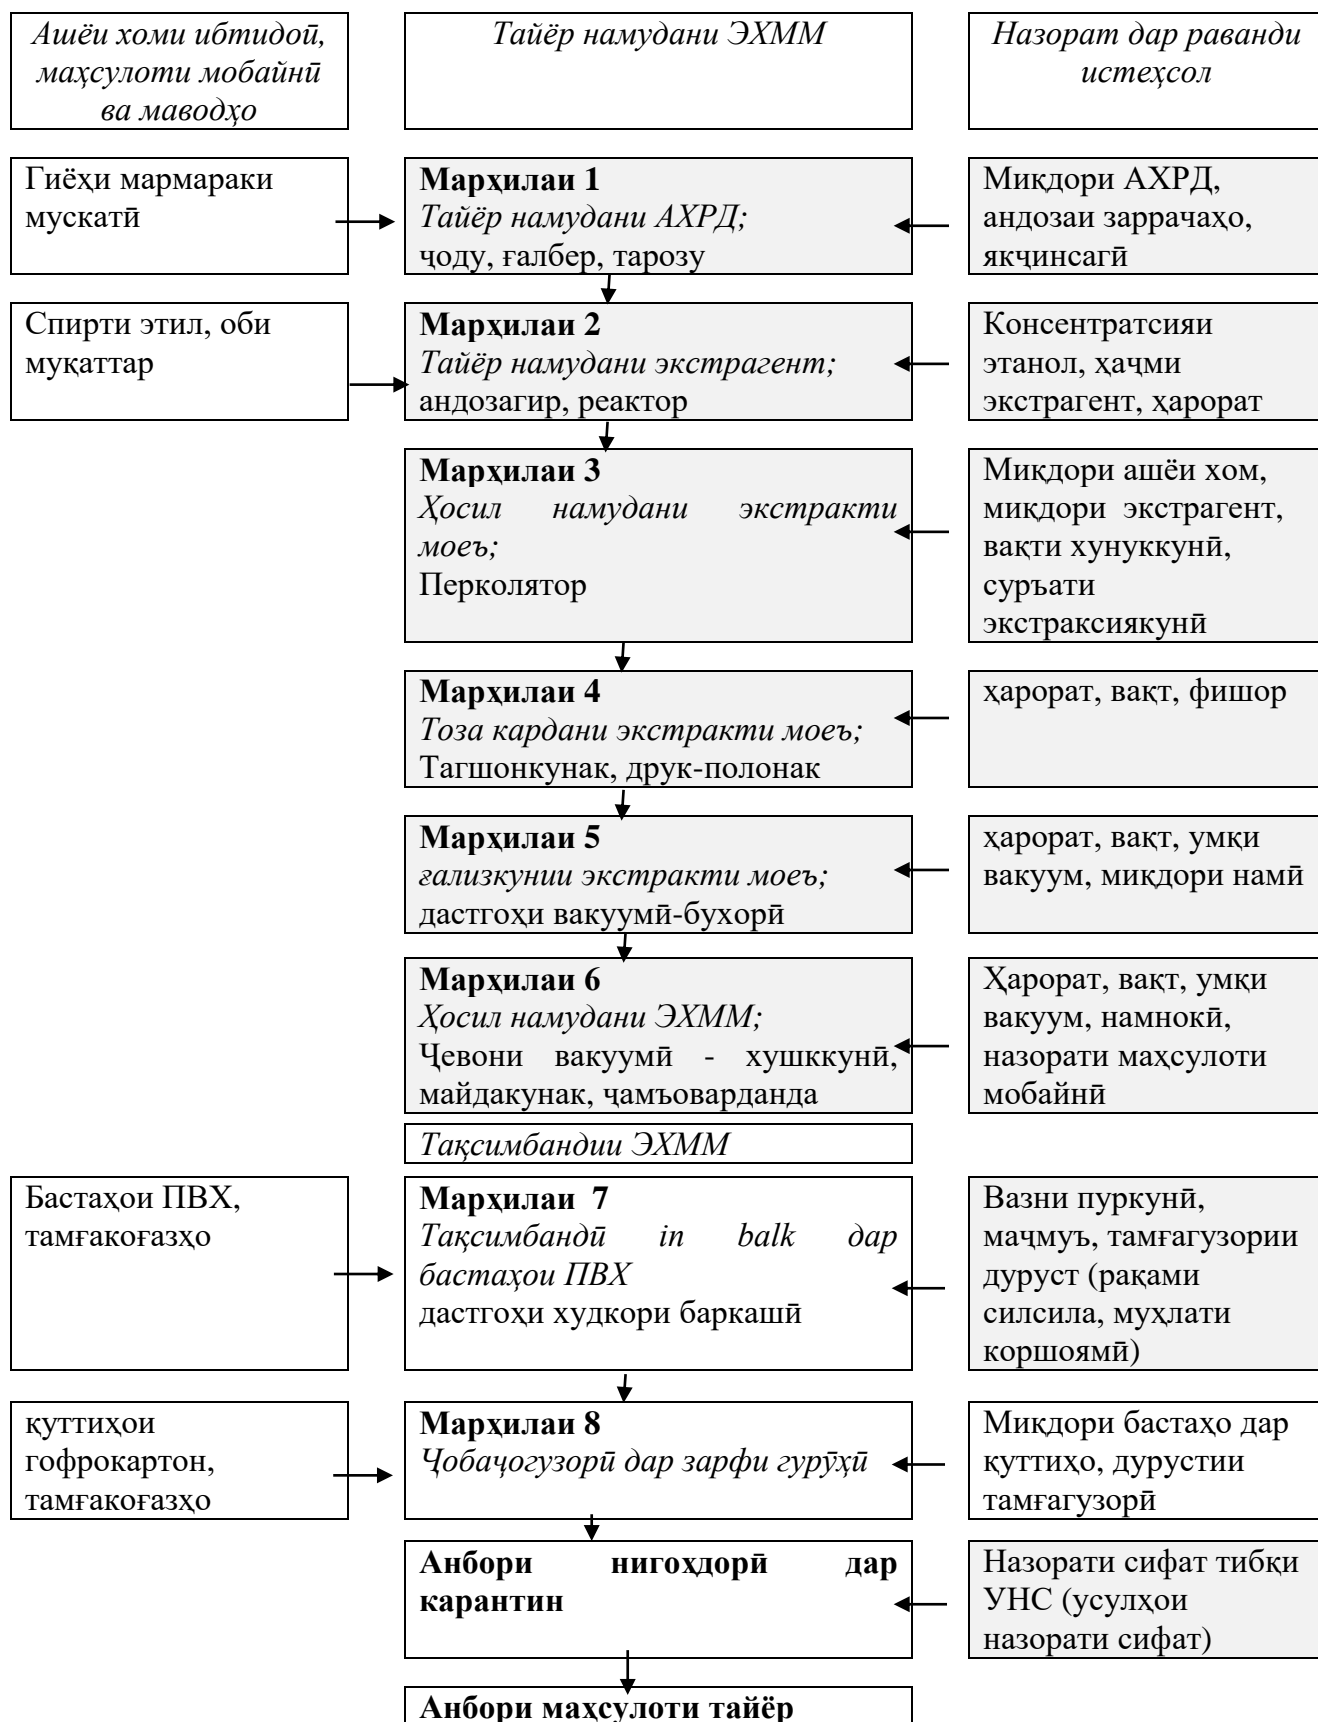 Ашёи хоми ибтидоӣ,
маҳсулоти мобайнӣ
ва маводҳо
Тайёр намудани ЭХММ
Назорат дар раванди
истеҳсол
Гиёҳи мармараки
мускатӣ
Марҳилаи 1
Тайёр намудани АХРД;
ҷоду, ғалбер, тарозу
Миқдори АХРД,
андозаи заррачаҳо,
якҷинсагӣ
Спирти этил, оби
муқаттар
Марҳилаи 2
Тайёр намудани экстрагент;
андозагир, реактор
Консентратсияи
этанол, ҳаҷми
экстрагент, ҳарорат
Марҳилаи 3
Ҳосил намудани экстракти
моеъ;
Перколятор
Миқдори ашёи хом,
миқдори экстрагент,
вақти хунуккунӣ,
суръати
экстраксиякунӣ
Марҳилаи 4
Тоза кардани экстракти моеъ;
Тагшонкунак, друк-полонак
ҳарорат, вақт, фишор
Марҳилаи 5
ғализкунии экстракти моеъ;
дастгоҳи вакуумӣ-бухорӣ
ҳарорат, вақт, умқи
вакуум, миқдори намӣ
Марҳилаи 6
Ҳосил намудани ЭХММ;
Ҷевони вакуумӣ - хушккунӣ,
майдакунак, ҷамъоварданда
Ҳарорат, вақт, умқи
вакуум, намнокӣ,
назорати маҳсулоти
мобайнӣ
Тақсимбандии ЭХММ
Бастаҳои ПВХ,
тамғакоғазҳо
Марҳилаи 7
Тақсимбандӣ in balk дар
бастаҳои ПВХ
дастгоҳи худкори баркашӣ
Вазни пуркунӣ,
маҷмуъ, тамғагузории
дуруст (рақами
силсила, муҳлати
коршоямӣ)
қуттиҳои
гофрокартон,
тамғакоғазҳо
Марҳилаи 8
Ҷобаҷогузорӣ дар зарфи гурӯҳӣ
Миқдори бастаҳо дар
қуттиҳо, дурустии
тамғагузорӣ
Анбори нигоҳдорӣ дар
карантин
Назорати сифат тибқи
УНС (усулҳои
назорати сифат)
Анбори маҳсулоти тайёр